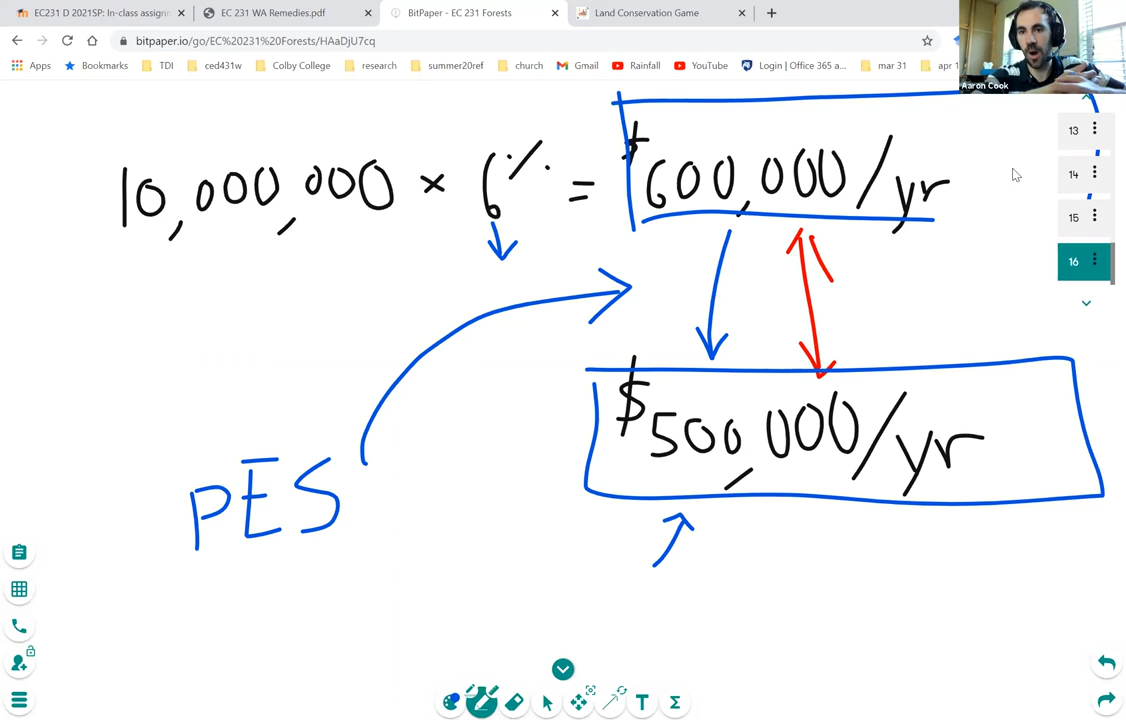 EC231 D 2021SP: In-class assignm
EC 231 WA Remedies.pdf
BitPaper - EC 231 Forests
Land Conservation Game
bitpaper.io/go/EC%20231%20Forests/HAaDjU7cq
Apps Bookmarks TDI ced431w Colby College research summer20ref church Gmail Rainfall YouTube Login | Office 365 a... mar 31 apr 1
Aaron Cook
13
14
15
16
10,000,000 × 6% = $600,000/yr
$500,000/yr
PES
T
Σ